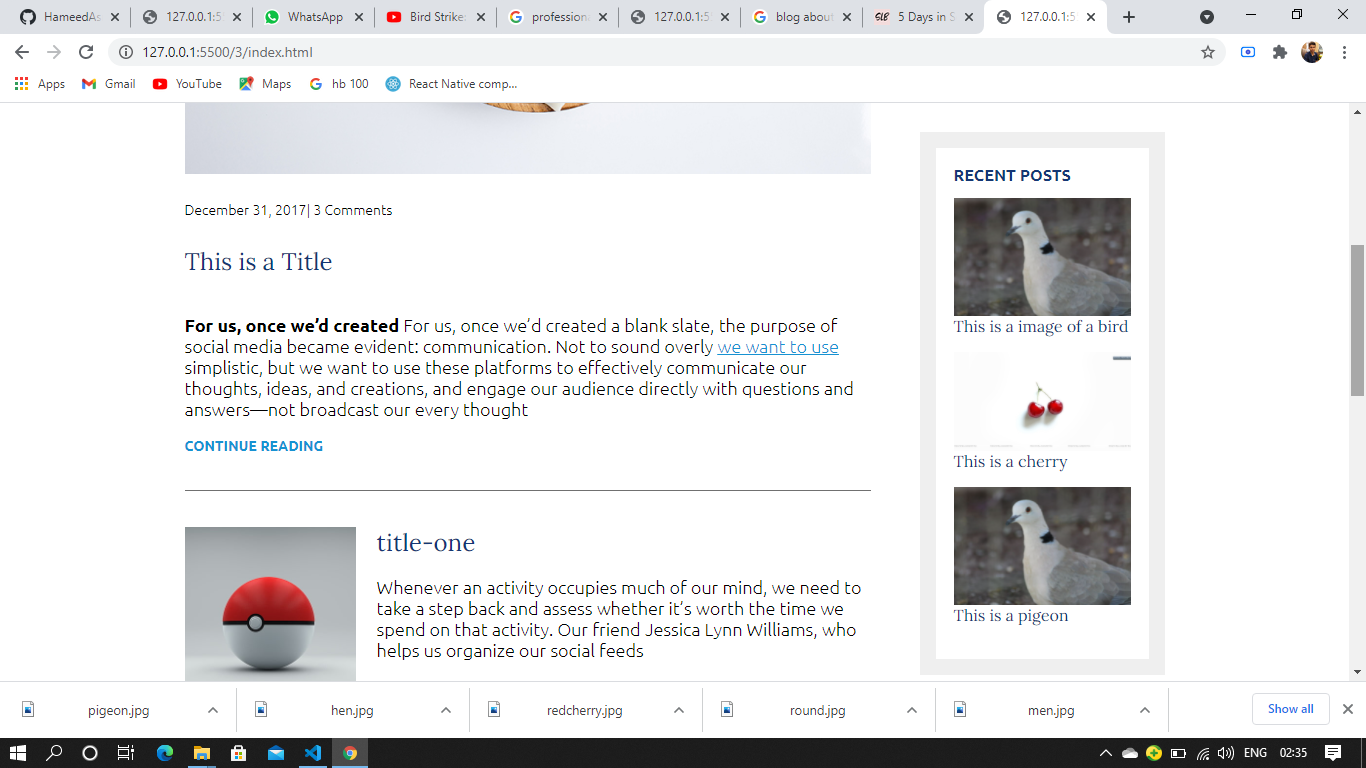 HameedAs
127.0.0.1:5
WhatsApp
Bird Strike:
profession
127.0.0.1:5
blog about
SLB
5 Days in S
127.0.0.1:5
127.0.0.1:5500/3/index.html
Apps
Gmail
YouTube
Maps
hb 100
React Native comp...
December 31, 2017| 3 Comments
This is a Title
For us, once we’d created For us, once we’d created a blank slate, the purpose of
social media became evident: communication. Not to sound overly we want to use
simplistic, but we want to use these platforms to effectively communicate our
thoughts, ideas, and creations, and engage our audience directly with questions and
answers—not broadcast our every thought
CONTINUE READING
title-one
Whenever an activity occupies much of our mind, we need to
take a step back and assess whether it’s worth the time we
spend on that activity. Our friend Jessica Lynn Williams, who
helps us organize our social feeds
RECENT POSTS
This is a image of a bird
This is a cherry
This is a pigeon
pigeon.jpg
hen.jpg
redcherry.jpg
round.jpg
men.jpg
Show all
ENG
02:35